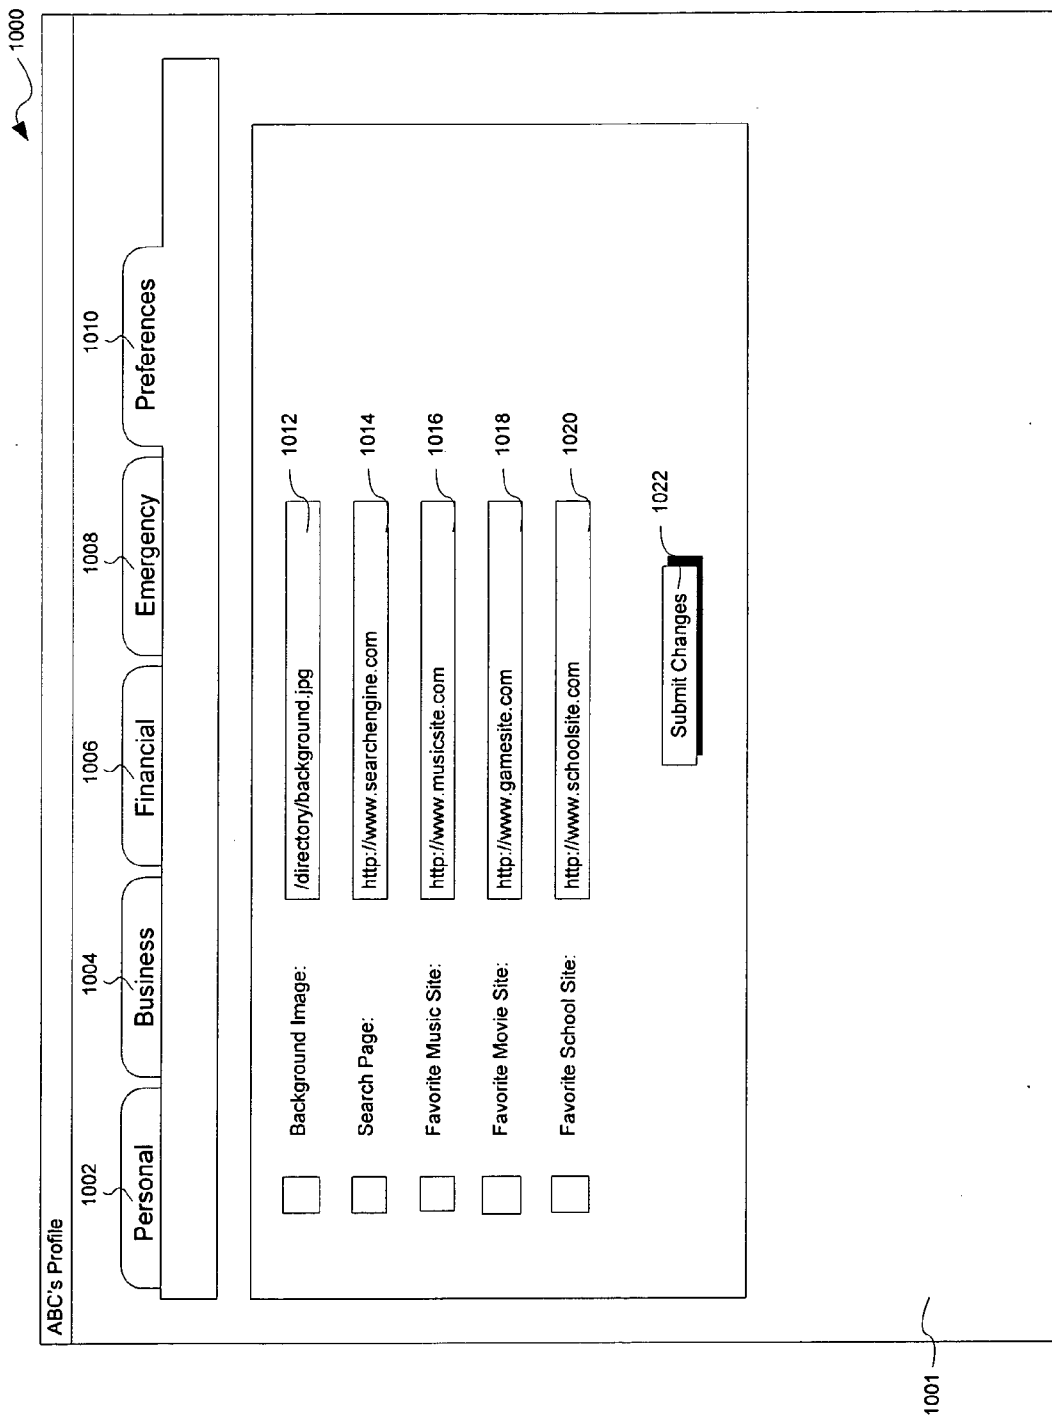 1000
ABC's Profile
1002
1004
1006
1008
1010
Personal
Business
Financial
Emergency
Preferences
Background Image:
/directory/background.jpg
1012
Search Page:
http://www.searchengine.com
1014
Favorite Music Site:
http://www.musicsite.com
1016
Favorite Movie Site:
http://www.gamesite.com
1018
Favorite School Site:
http://www.schoolsite.com
1020
Submit Changes
1022
1001